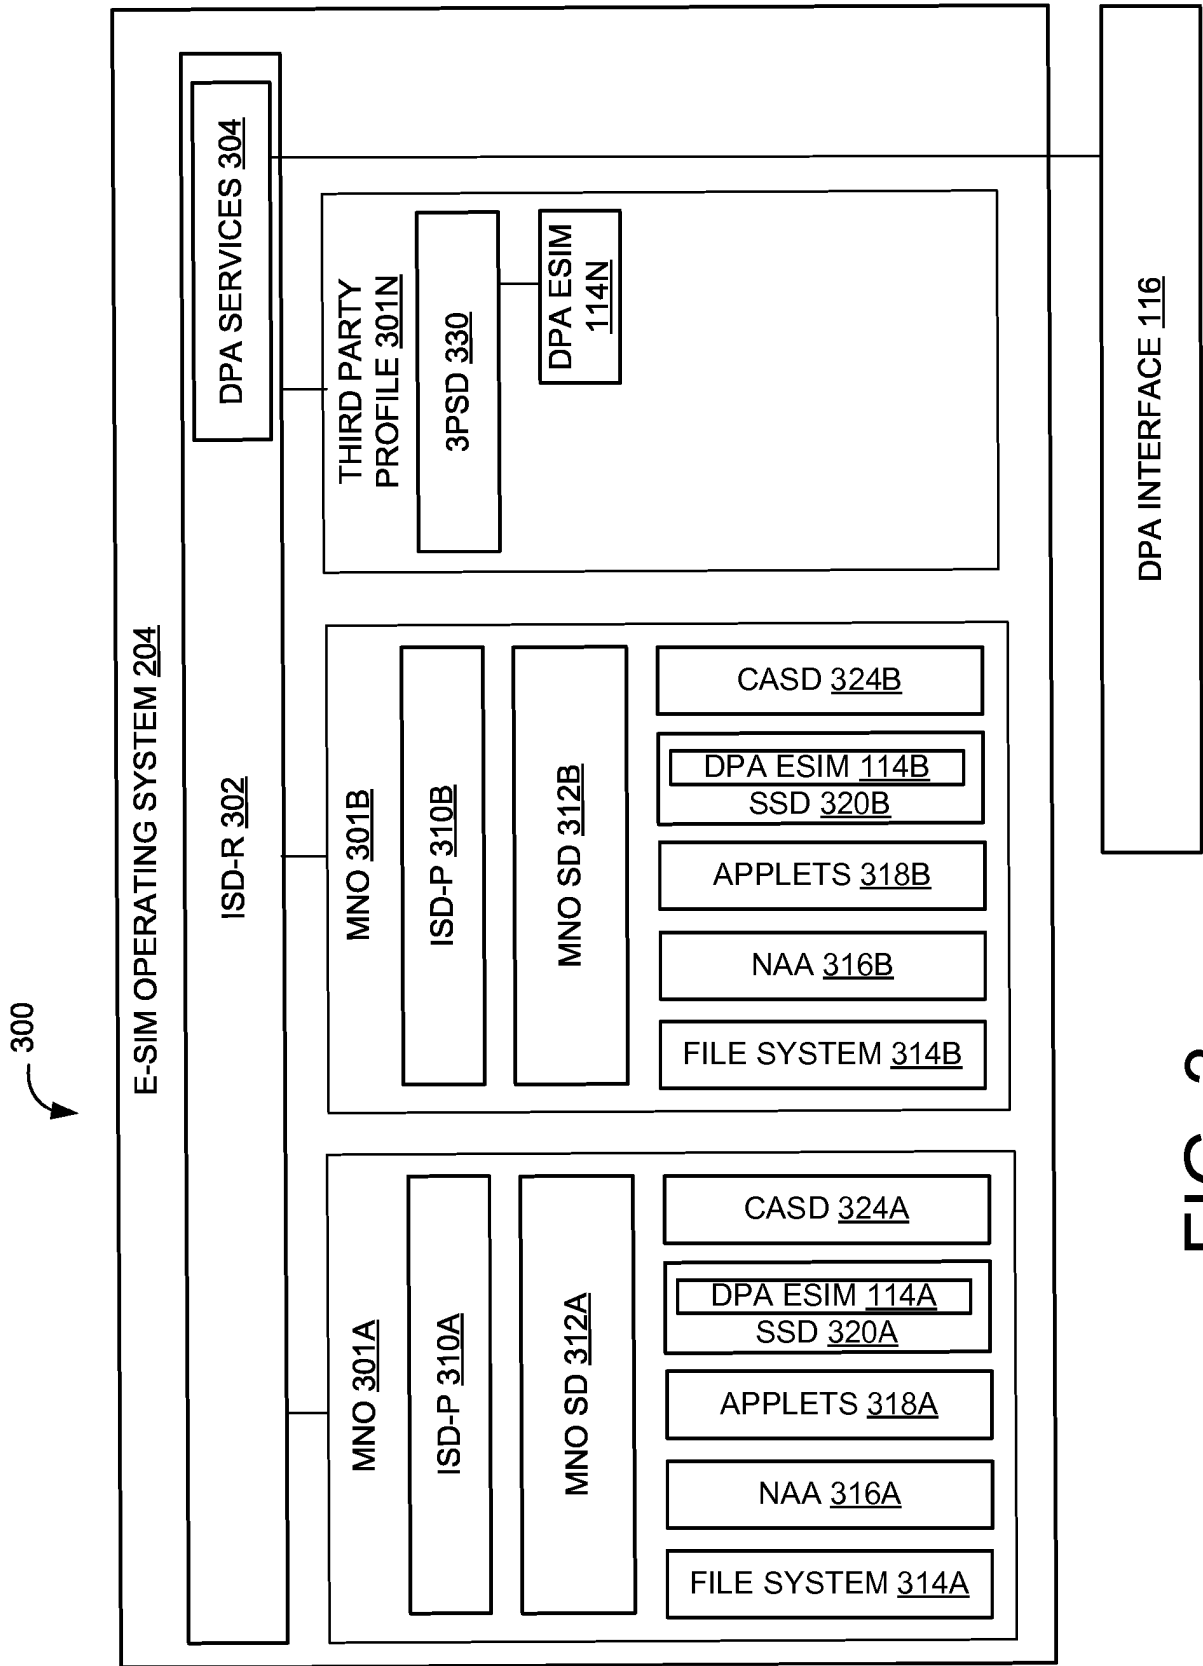 300
E-SIM OPERATING SYSTEM 204
ISD-R 302
DPA SERVICES 304
MNO 301A
ISD-P 310A
MNO SD 312A
FILE SYSTEM 314A
NAA 316A
APPLETS 318A
DPA ESIM 114A
SSD 320A
CASD 324A
MNO 301B
ISD-P 310B
MNO SD 312B
FILE SYSTEM 314B
NAA 316B
APPLETS 318B
DPA ESIM 114B
SSD 320B
CASD 324B
THIRD PARTY
PROFILE 301N
3PSD 330
DPA ESIM
114N
DPA INTERFACE 116